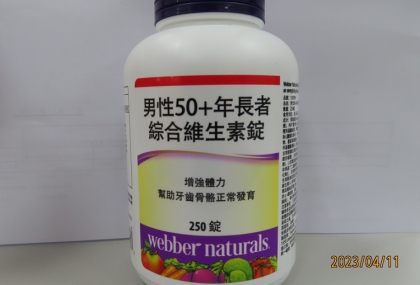 男性50+年長者
綜合維生素錠
增強體力
幫助牙齒骨骼正常發育
250 錠
webber naturals
2023/04/11